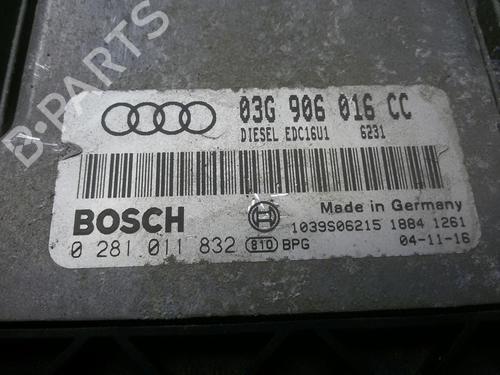 B-PARTS
03G 906 016 CC
DIESEL EDC16U1 6231
BOSCH
Made in Germany
1039S06215 1884 1261
0 281 011 832 810 BPG 04-11-16